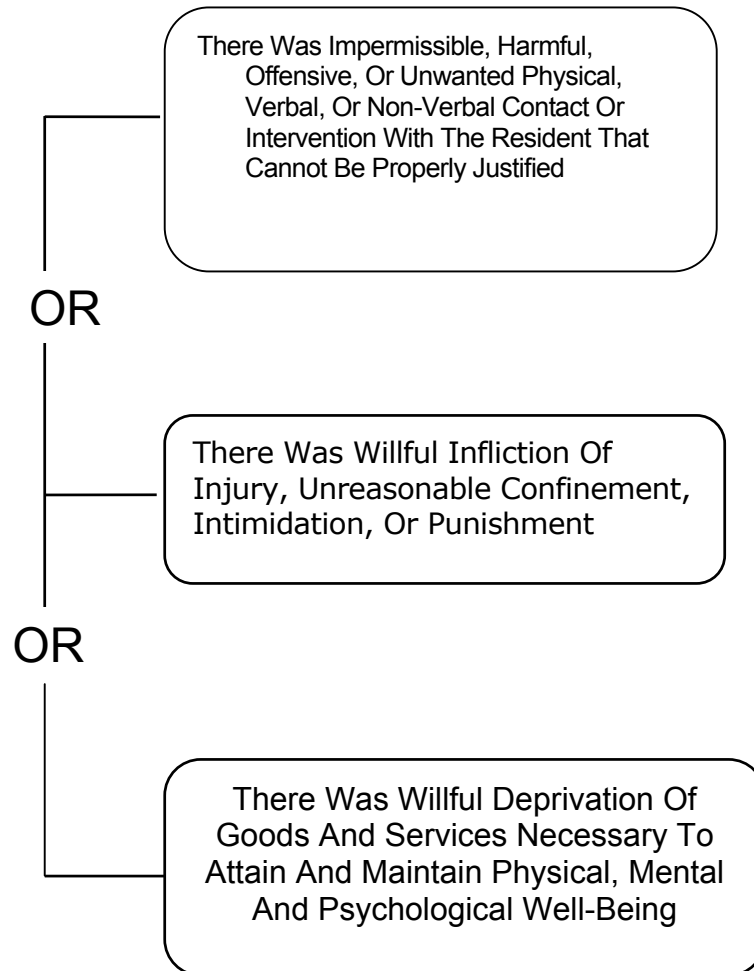 There Was Impermissible, Harmful,
Offensive, Or Unwanted Physical,
Verbal, Or Non-Verbal Contact Or
Intervention With The Resident That
Cannot Be Properly Justified
OR
There Was Willful Infliction Of
Injury, Unreasonable Confinement,
Intimidation, Or Punishment
OR
There Was Willful Deprivation Of
Goods And Services Necessary To
Attain And Maintain Physical, Mental
And Psychological Well-Being